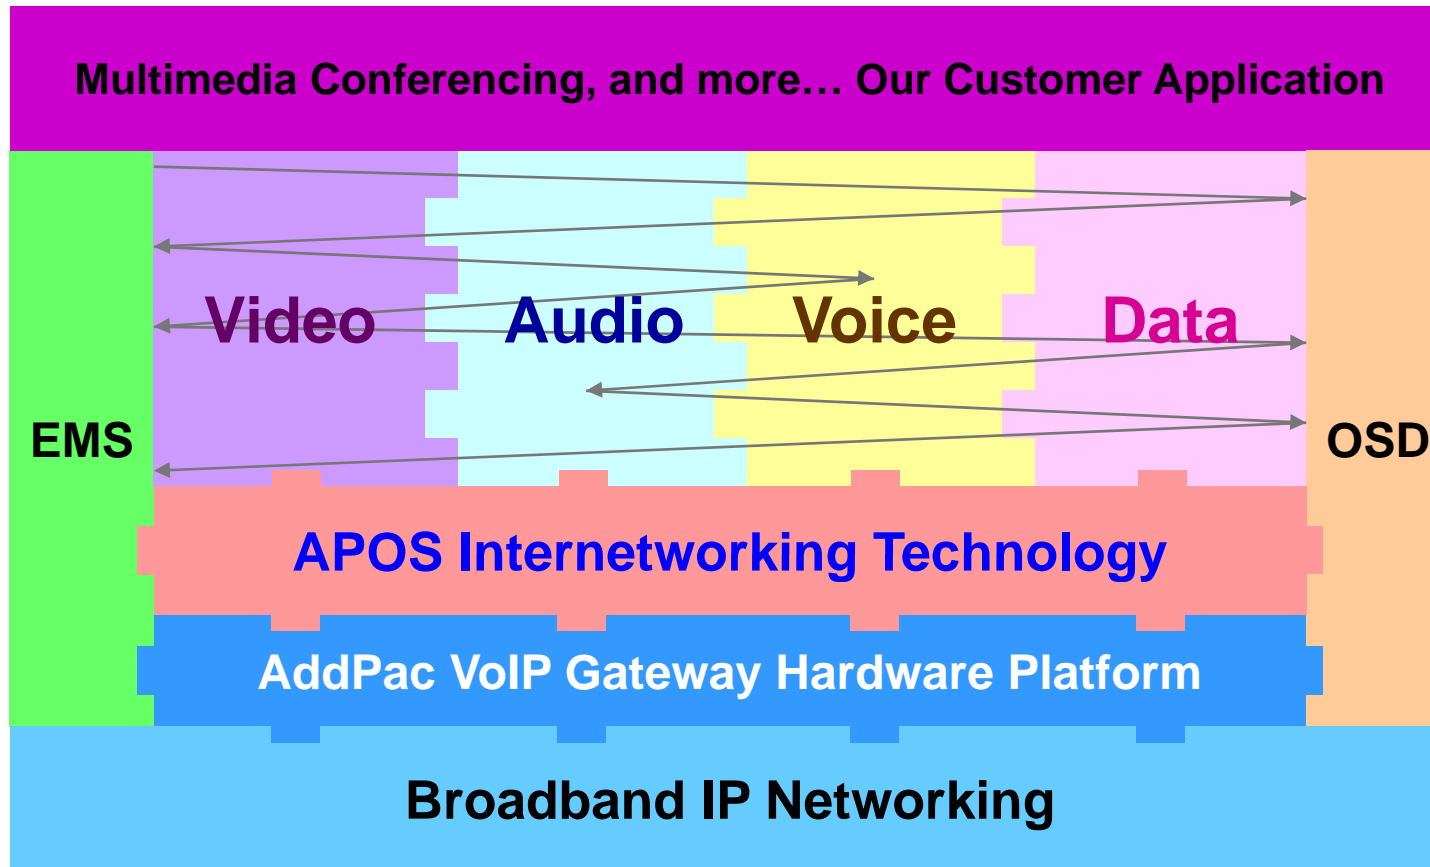 Multimedia Conferencing, and more… Our Customer Application
Video Audio Voice Data
EMS
OSD
APOS Internetworking Technology
AddPac VoIP Gateway Hardware Platform
Broadband IP Networking